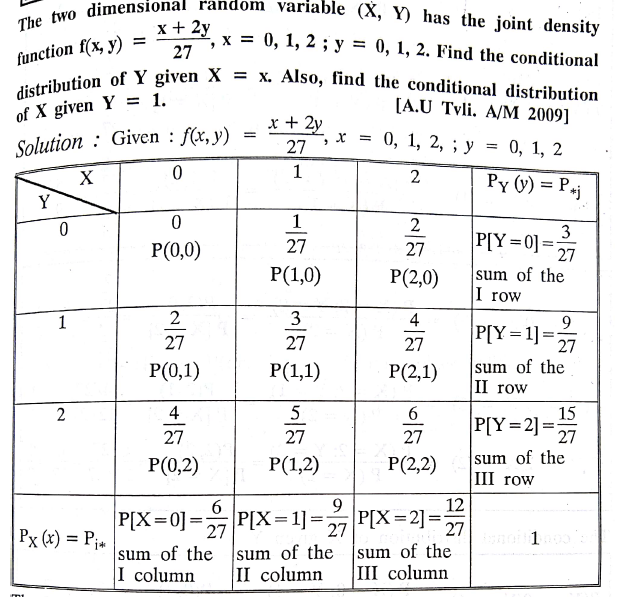 The two dimensional random variable (X, Y) has the joint density
function f(x, y) = x + 2y / 27, x = 0, 1, 2 ; y = 0, 1, 2. Find the conditional
distribution of Y given X = x. Also, find the conditional distribution
of X given Y = 1. [A.U Tvli. A/M 2009]
Solution : Given : f(x, y) = x + 2y / 27, x = 0, 1, 2, ; y = 0, 1, 2
X 0 1 2 P_Y (y) = P_*j
Y
0 0 1/27 2/27 P[Y=0]=3/27
P(0,0) P(1,0) P(2,0) sum of the
I row
1 2/27 3/27 4/27 P[Y=1]=9/27
P(0,1) P(1,1) P(2,1) sum of the
II row
2 4/27 5/27 6/27 P[Y=2]=15/27
P(0,2) P(1,2) P(2,2) sum of the
III row
P_X (x) = P_i* P[X=0]=6/27 P[X=1]=9/27 P[X=2]=12/27 1
sum of the sum of the sum of the
I column II column III column